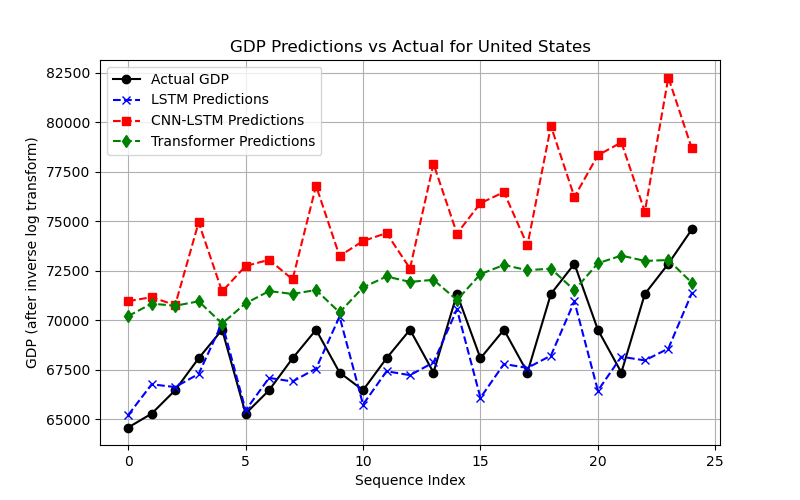 GDP Predictions vs Actual for United States
Actual GDP
LSTM Predictions
CNN-LSTM Predictions
Transformer Predictions
GDP (after inverse log transform)
82500
80000
77500
75000
72500
70000
67500
65000
0 5 10 15 20 25
Sequence Index